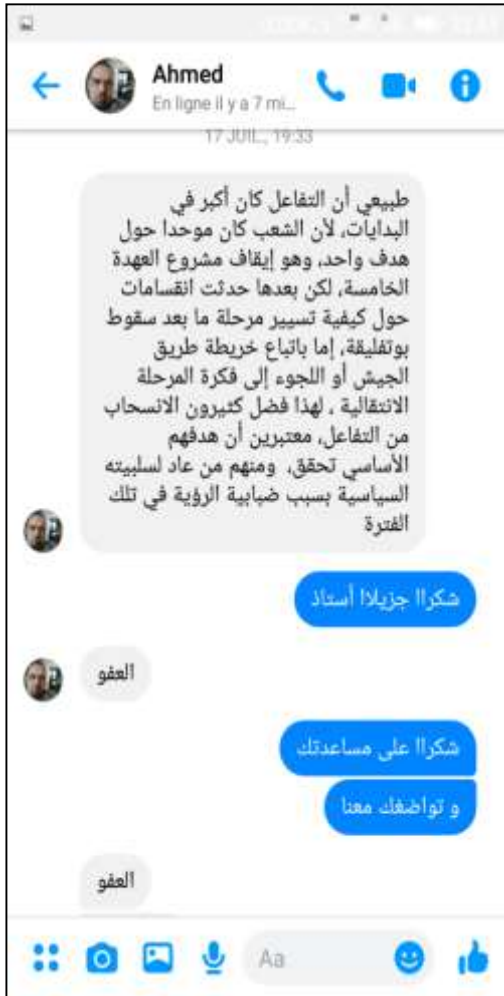 Ahmed
En ligne il y a 7 mi...
17 JUIL., 19:33
طبيعي أن التفاعل كان أكبر في
البدايات، لأن الشعب كان موحدا حول
هدف واحد، وهو إيقاف مشروع العهدة
الخامسة، لكن بعدها حدثت انقسامات
حول كيفية تسيير مرحلة ما بعد سقوط
بوتفليقة، إما باتباع خريطة طريق
الجيش أو اللجوء إلى فكرة المرحلة
الانتقالية ، لهذا فضل كثيرون الانسحاب
من التفاعل، معتبرين أن هدفهم
الأساسي تحقق، ومنهم من عاد لسلبيته
السياسية بسبب ضبابية الرؤية في تلك
الفترة
شكراا جزيلاا أستاذ
العفو
شكراا على مساعدتك
و تواضغك معنا
العفو
Aa